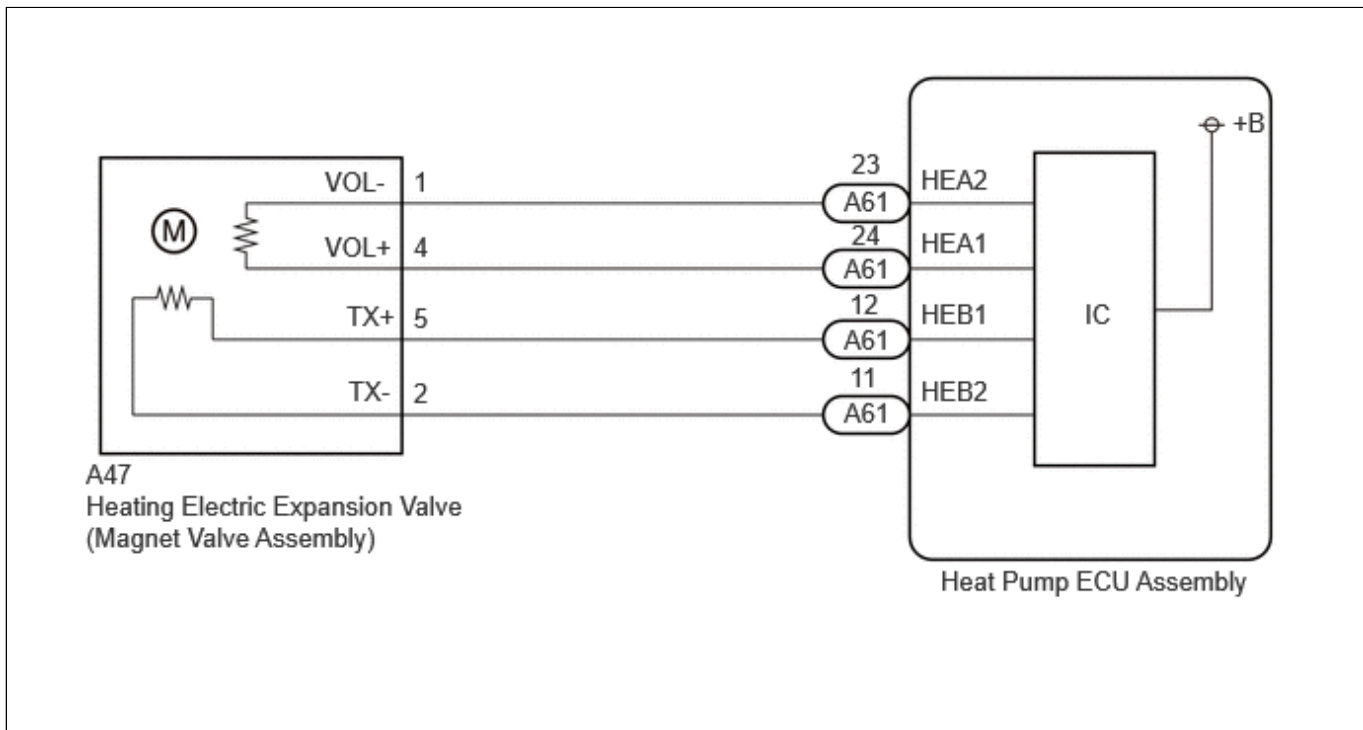 +B
23
VOL- 1 A61 HEA2
M
24
VOL+ 4 A61 HEA1
12
TX+ 5 A61 HEB1
IC
11
TX- 2 A61 HEB2
A47
Heating Electric Expansion Valve
(Magnet Valve Assembly)
Heat Pump ECU Assembly